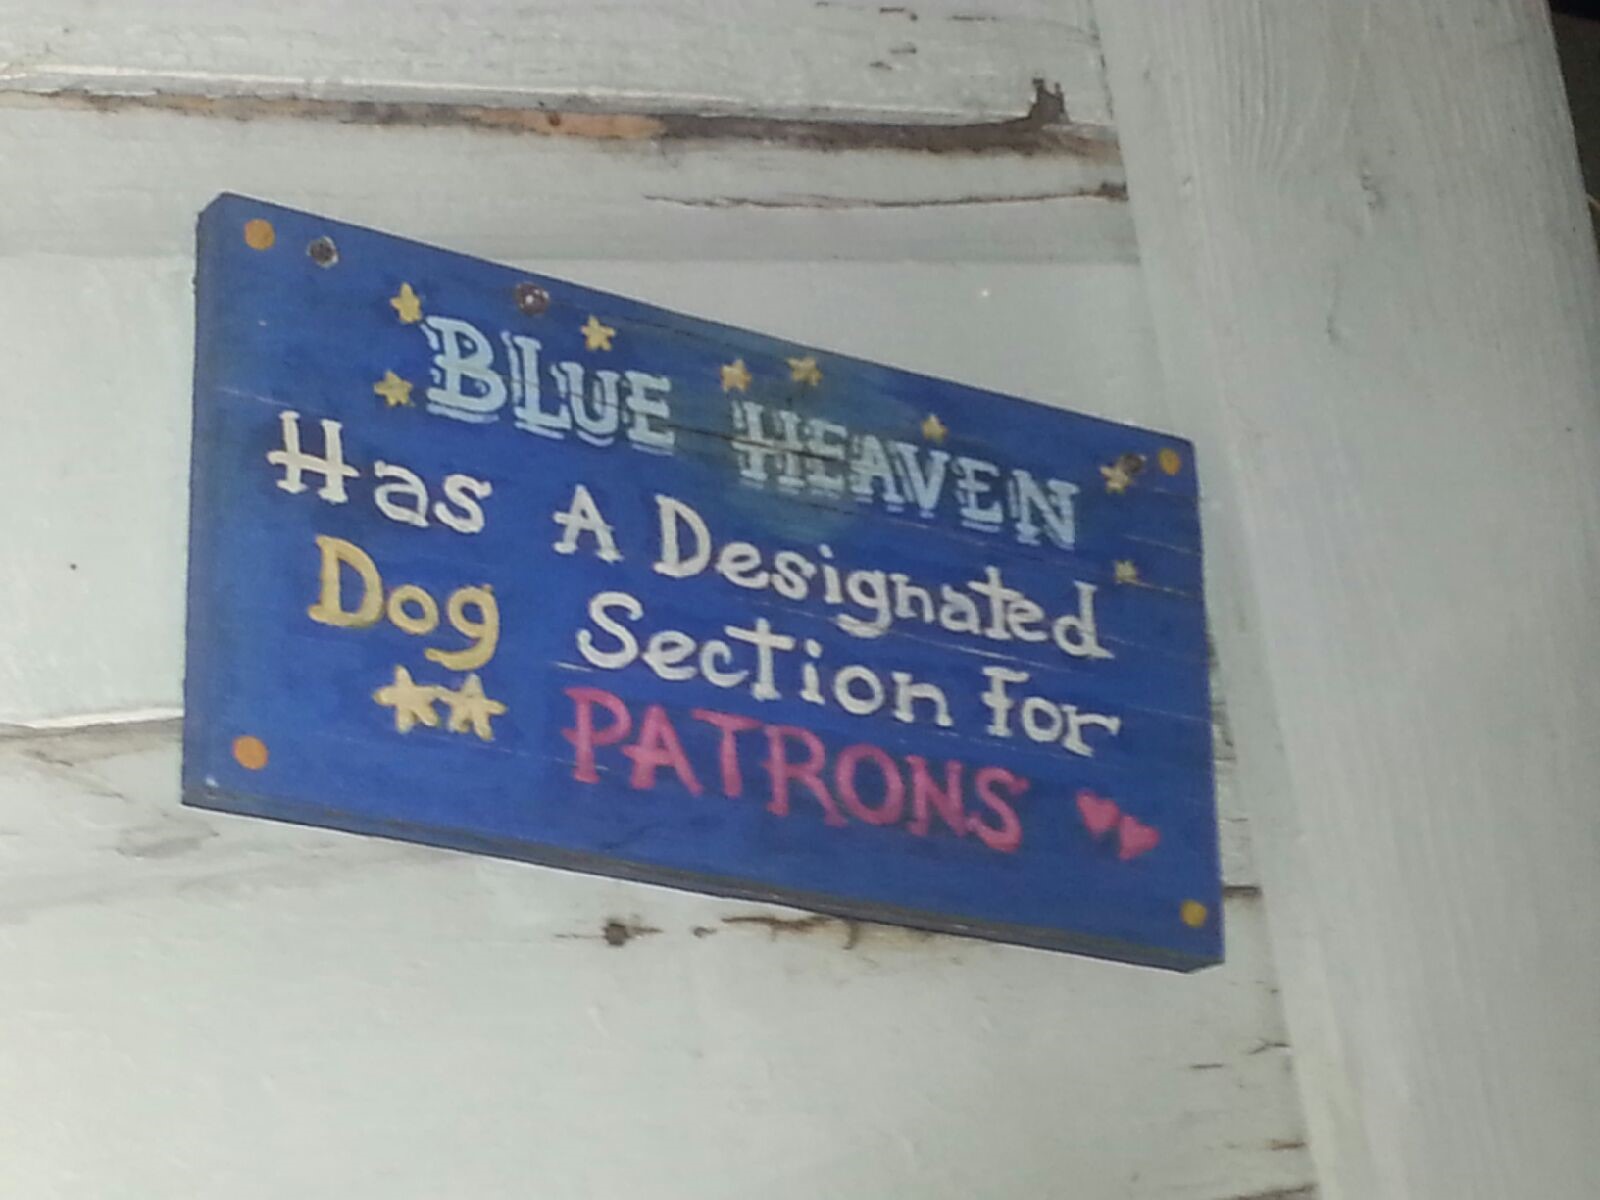 BLUE HEAVEN
Has A Designated
Dog Section For
PATRONS